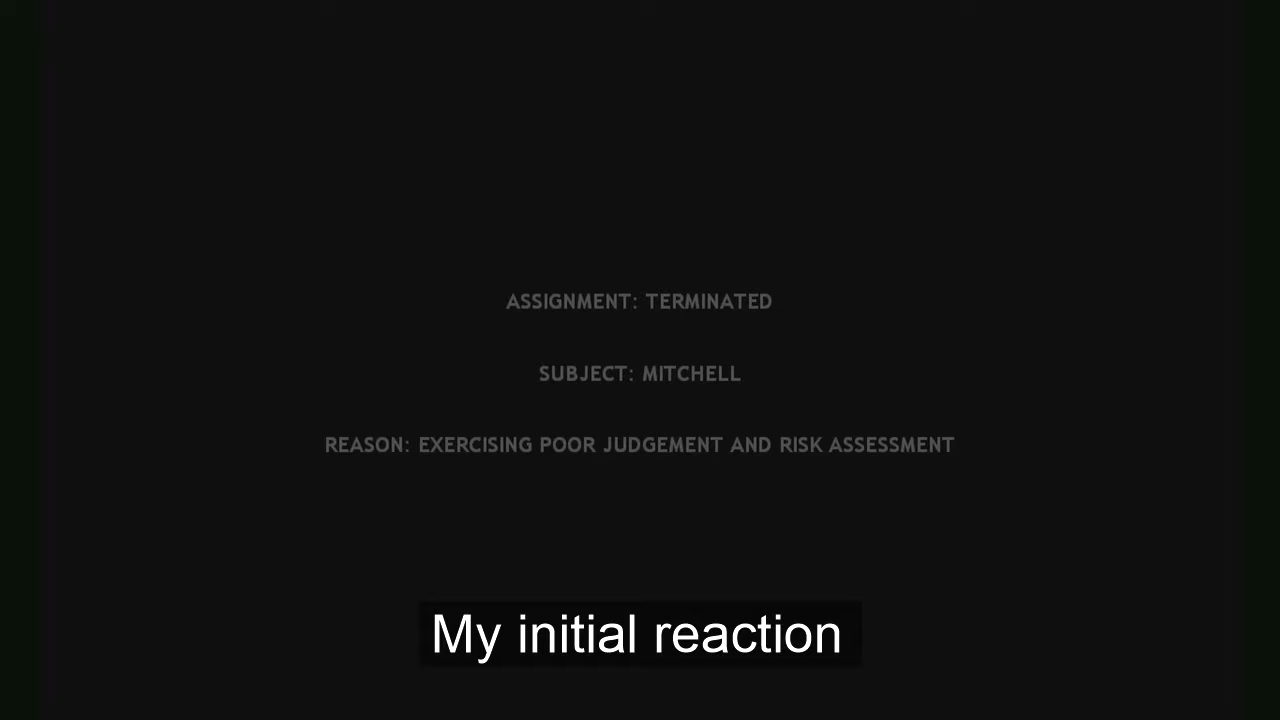 ASSIGNMENT: TERMINATED
SUBJECT: MITCHELL
REASON: EXERCISING POOR JUDGEMENT AND RISK ASSESSMENT
My initial reaction